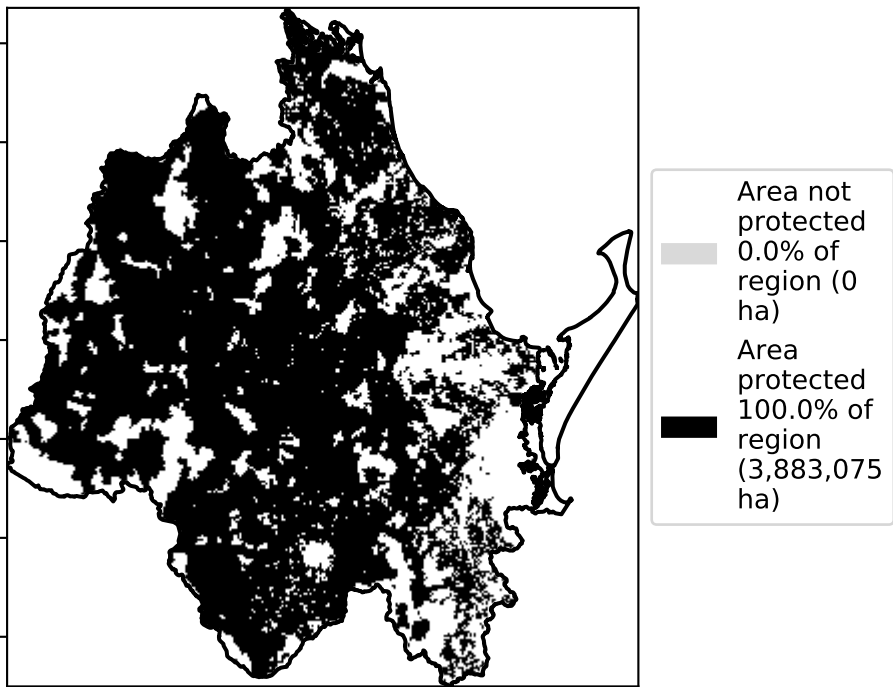 Area not
protected
0.0% of
region (0
ha)
Area
protected
100.0% of
region
(3,883,075
ha)